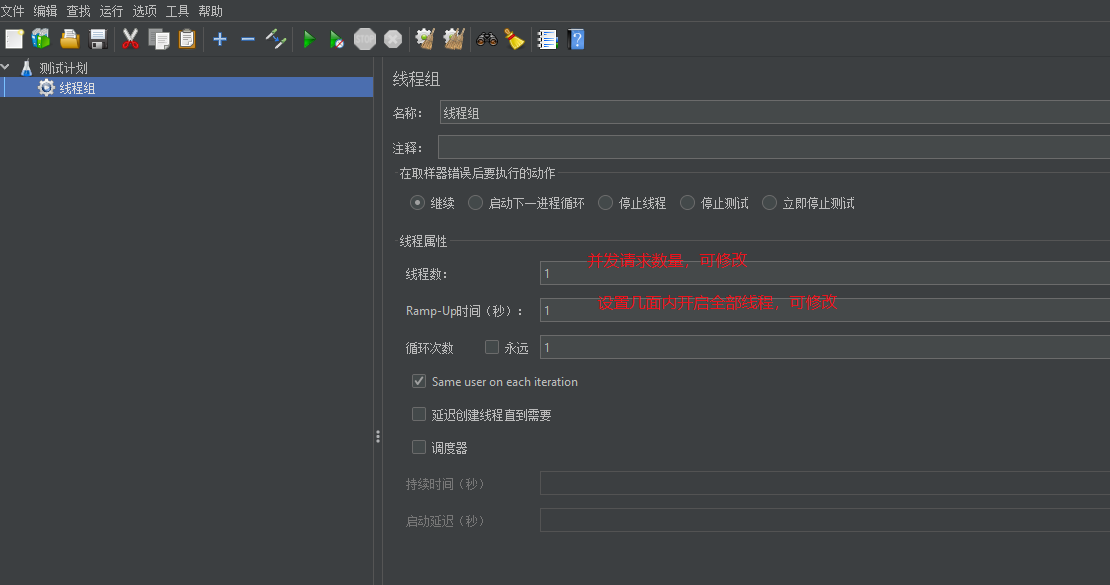 文件 编辑 查找 运行 选项 工具 帮助
STOP
测试计划
线程组
线程组
名称： 线程组
注释：
在取样器错误后要执行的动作
继续 启动下一进程循环 停止线程 停止测试 立即停止测试
线程属性
线程数： 1 并发请求数量，可修改
Ramp-Up时间（秒）： 1 设置几面内开启全部线程，可修改
循环次数 永远 1
Same user on each iteration
延迟创建线程直到需要
调度器
持续时间（秒）
启动延迟（秒）